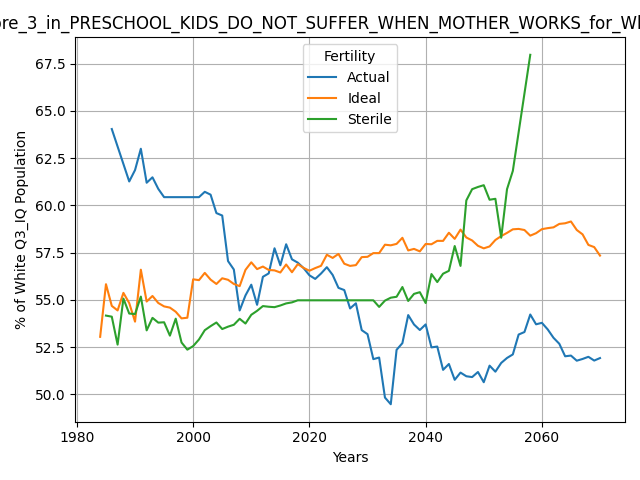 ore_3_in_PRESCHOOL_KIDS_DO_NOT_SUFFER_WHEN_MOTHER_WORKS_for_Wh
Fertility
Actual
Ideal
Sterile
% of White Q3_IQ Population
67.5
65.0
62.5
60.0
57.5
55.0
52.5
50.0
1980
2000
2020
2040
2060
Years